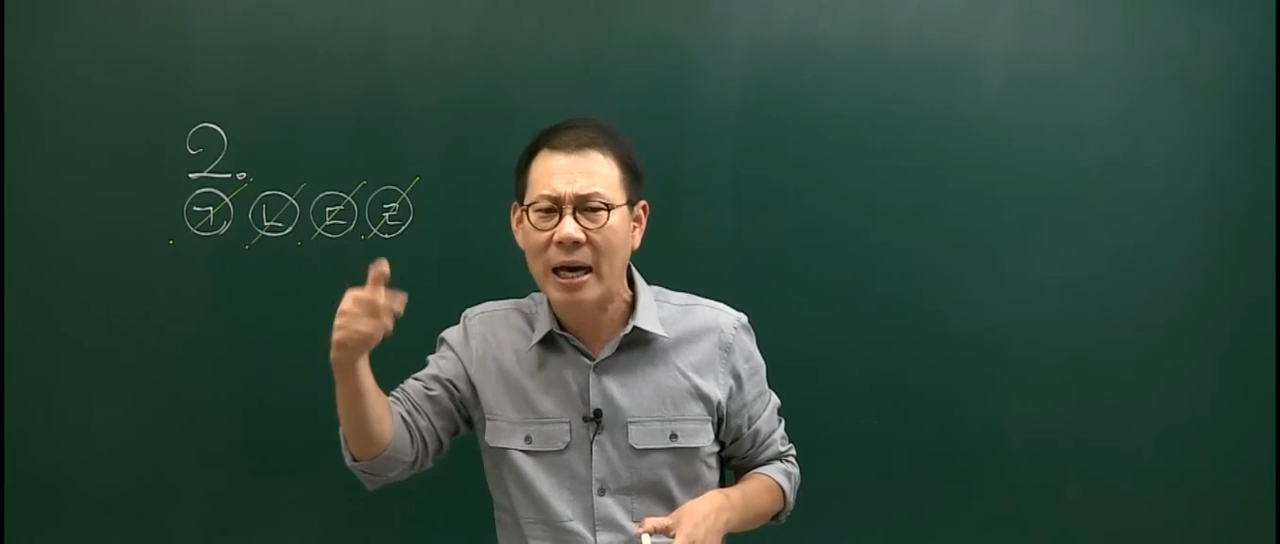 2.
㉠ ㉡ ㉢ ㉣